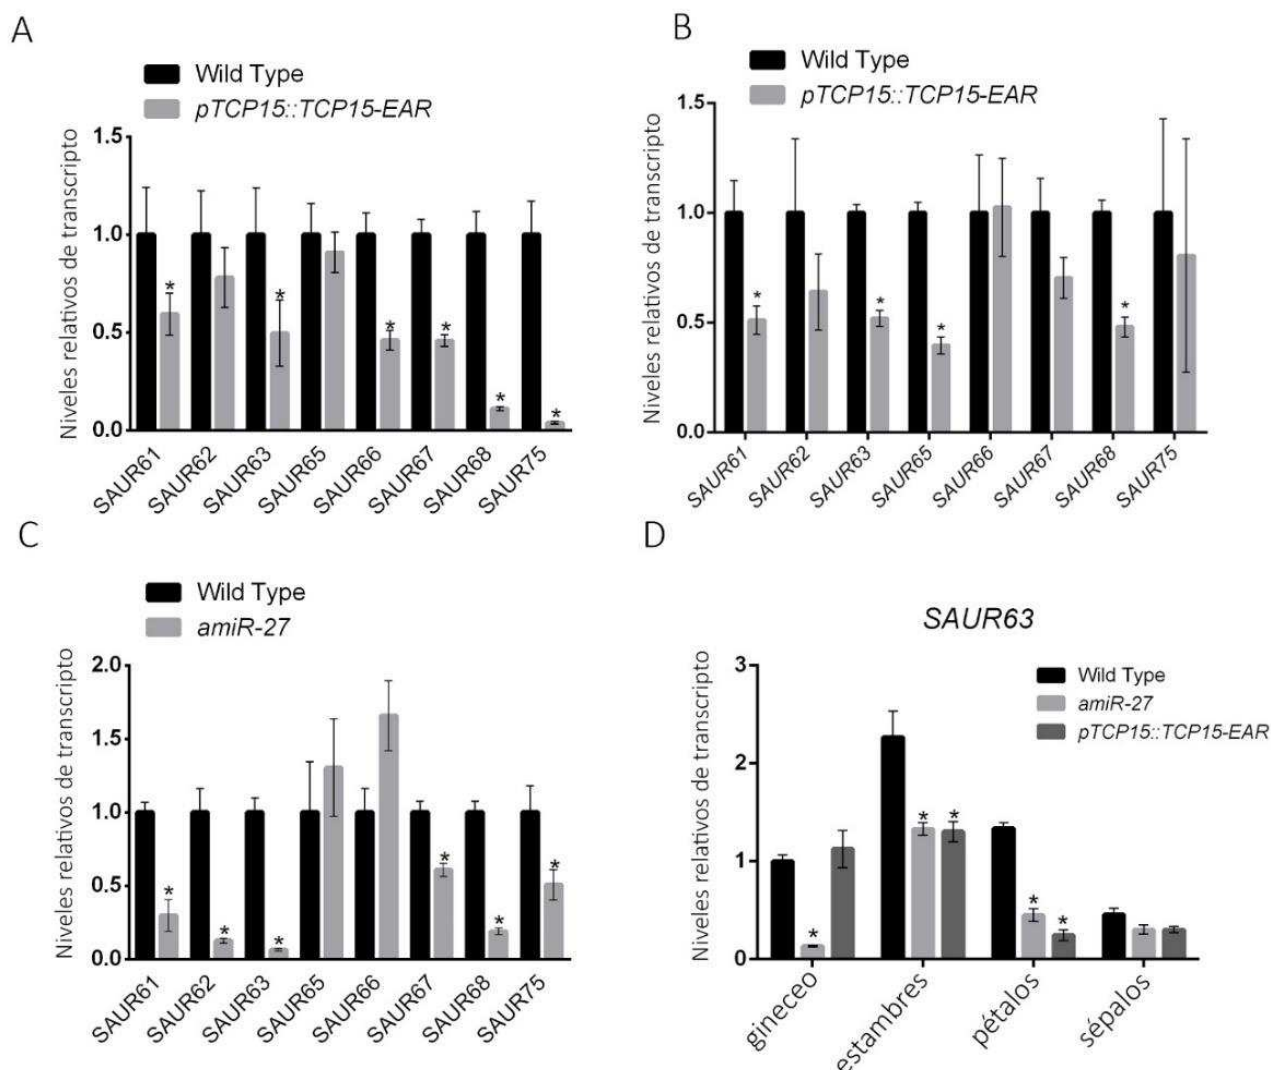 A
Wild Type
pTCP15::TCP15-EAR
Niveles relativos de transcripto
1.5
1.0
0.5
0.0
* * * * * *
SAUR61 SAUR62 SAUR63 SAUR65 SAUR66 SAUR67 SAUR68 SAUR75
B
Wild Type
pTCP15::TCP15-EAR
Niveles relativos de transcripto
1.5
1.0
0.5
0.0
* * * *
SAUR61 SAUR62 SAUR63 SAUR65 SAUR66 SAUR67 SAUR68 SAUR75
C
Wild Type
amiR-27
Niveles relativos de transcripto
2.0
1.5
1.0
0.5
0.0
* * * * * *
SAUR61 SAUR62 SAUR63 SAUR65 SAUR66 SAUR67 SAUR68 SAUR75
D
SAUR63
Wild Type
amiR-27
pTCP15::TCP15-EAR
Niveles relativos de transcripto
3
2
1
0
* * * * *
gineceo estambres pétalos sépalos